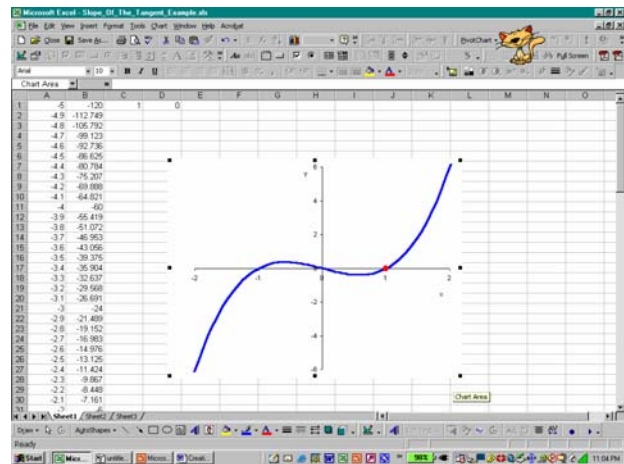 Microsoft Excel - Slope_Of_The_Tangent_Example.xls
File Edit View Insert Format Tools Chart Window Help Acrobat
Open Save As...
PivotChart
Full Screen
Arial 10 B I U
Chart Area =
A B C D E F G H I J K L M N O
1 -5 -120 1 0
2 -4.9 -112.749
3 -4.8 -105.792
4 -4.7 -99.123
5 -4.6 -92.736
6 -4.5 -86.625
7 -4.4 -80.784
8 -4.3 -75.207
9 -4.2 -69.888
10 -4.1 -64.821
11 -4 -60
12 -3.9 -55.419
13 -3.8 -51.072
14 -3.7 -46.953
15 -3.6 -43.056
16 -3.5 -39.375
17 -3.4 -35.904
18 -3.3 -32.637
19 -3.2 -29.568
20 -3.1 -26.691
21 -3 -24
22 -2.9 -21.489
23 -2.8 -19.152
24 -2.7 -16.983
25 -2.6 -14.976
26 -2.5 -13.125
27 -2.4 -11.424
28 -2.3 -9.867
29 -2.2 -8.448
30 -2.1 -7.161
31 -2 -6
Y 6
4
2
-2 -1 0 1 2
x
-2
-4
-6
Chart Area
Sheet1 Sheet2 Sheet3
Draw AutoShapes
Ready
Start Micr... untitle... Micros... Creati... 98% 11:04 PM